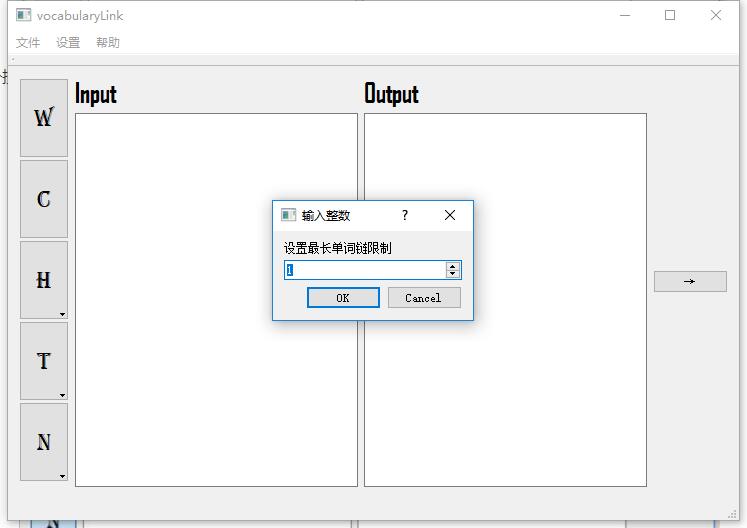 vocabularyLink
文件 设置 帮助
Input
Output
W
C
H
T
N
输入整数
?
设置最长单词链限制
1
OK
Cancel
→